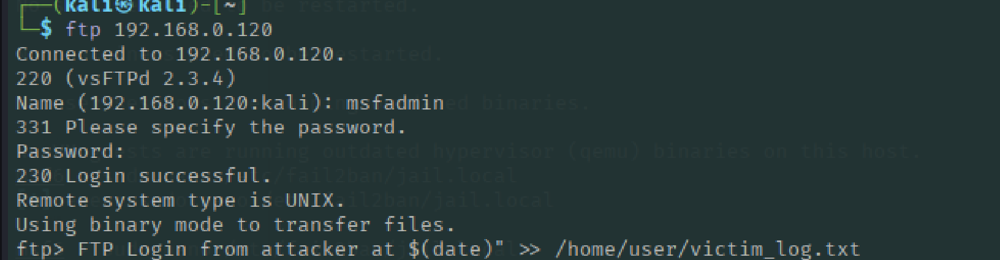 ┌──(kali㉿kali)-[~]
└─$ ftp 192.168.0.120
Connected to 192.168.0.120.
220 (vsFTPd 2.3.4)
Name (192.168.0.120:kali): msfadmin
331 Please specify the password.
Password:
230 Login successful.
Remote system type is UNIX.
Using binary mode to transfer files.
ftp> FTP Login from attacker at $(date)" >> /home/user/victim_log.txt